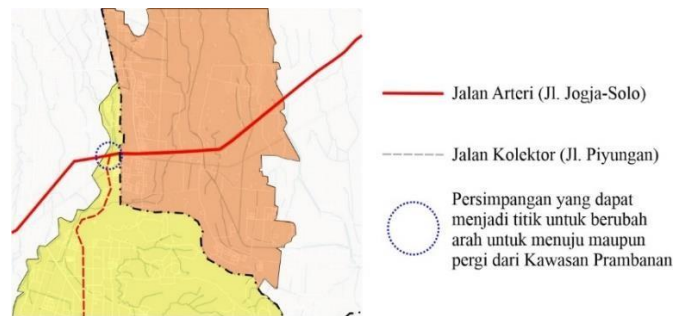 Jalan Arteri (Jl. Jogja-Solo)
Jalan Kolektor (Jl. Piyungan)
Persimpangan yang dapat
menjadi titik untuk berubah
arah untuk menuju maupun
pergi dari Kawasan Prambanan